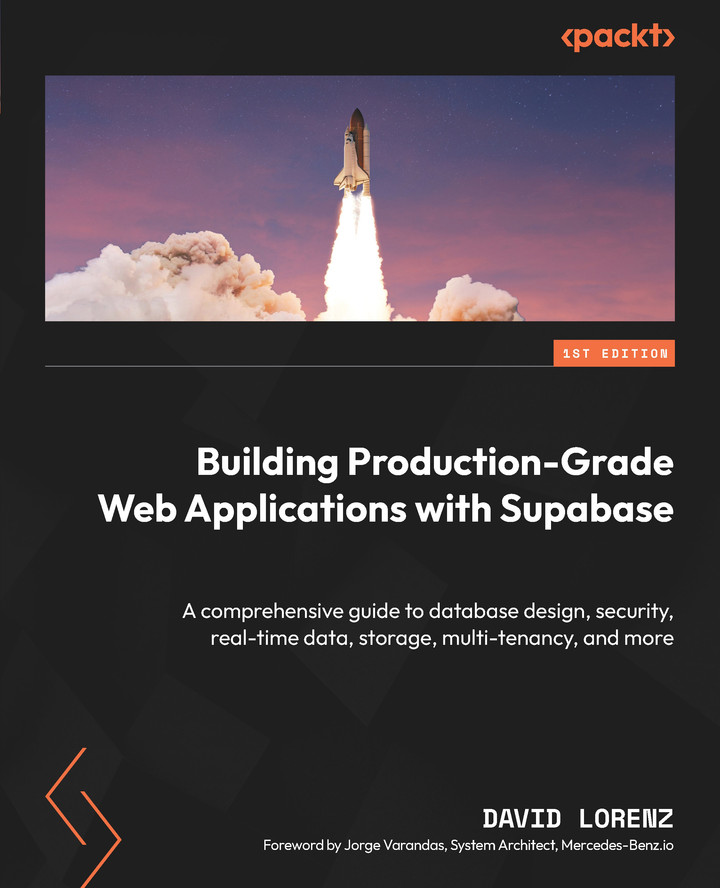 <packt>
1ST EDITION
Building Production-Grade
Web Applications with Supabase
A comprehensive guide to database design, security,
real-time data, storage, multi-tenancy, and more
DAVID LORENZ
Foreword by Jorge Varandas, System Architect, Mercedes-Benz.io